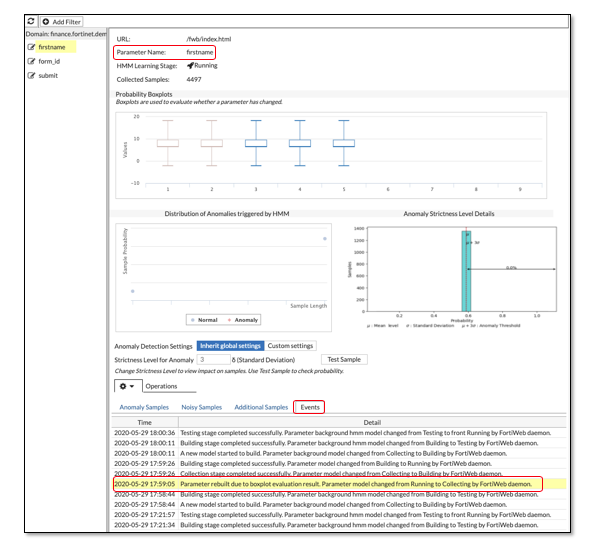 Add Filter
Domain: finance.fortinet.dem
firstname
form_id
submit
URL: /fwb/index.html
Parameter Name: firstname
HMM Learning Stage: Running
Collected Samples: 4497
Probability Boxplots
Boxplots are used to evaluate whether a parameter has changed.
20
10
0
-10
Values
1 2 3 4 5 6 7 8 9
Distribution of Anomalies triggered by HMM
Sample Probability
Sample Length
Normal Anomaly
Anomaly Strictness Level Details
1400
1200
1000
800
600
400
200
0
Samples
μ
μ + 3σ
0.0%
0.2 0.4 0.6 0.8 1.0
Probability
μ : Mean level σ - Standard Deviation μ + 3σ : Anomaly Threshold
Anomaly Detection Settings Inherit global settings Custom settings
Strictness Level for Anomaly 3 δ (Standard Deviation) Test Sample
Change Strictness Level to view impact on samples. Use Test Sample to check probability.
Operations
Anomaly Samples Noisy Samples Additional Samples Events
Time Detail
2020-05-29 18:00:36 Testing stage completed successfully. Parameter background hmm model changed from Testing to front Running by FortiWeb daemon.
2020-05-29 18:00:11 Building stage completed successfully. Parameter background hmm model changed from Building to Testing by FortiWeb daemon.
2020-05-29 18:00:11 A new model started to build. Parameter background model changed from Collecting to Building by FortiWeb daemon.
2020-05-29 17:59:26 Building stage completed successfully. Parameter model changed from Building to Running by FortiWeb daemon.
2020-05-29 17:59:26 Collection stage completed successfully. Parameter model changed from Collecting to Building by FortiWeb daemon.
2020-05-29 17:59:05 Parameter rebuilt due to boxplot evaluation result. Parameter model changed from Running to Collecting by FortiWeb daemon.
2020-05-29 17:58:44 Building stage completed successfully. Parameter background hmm model changed from Building to Testing by FortiWeb daemon.
2020-05-29 17:58:44 A new model started to build. Parameter background model changed from Collecting to Building by FortiWeb daemon.
2020-05-29 17:21:57 Testing stage completed successfully. Parameter background hmm model changed from Testing to front Running by FortiWeb daemon.
2020-05-29 17:21:34 Building stage completed successfully. Parameter background hmm model changed from Building to Testing by FortiWeb daemon.